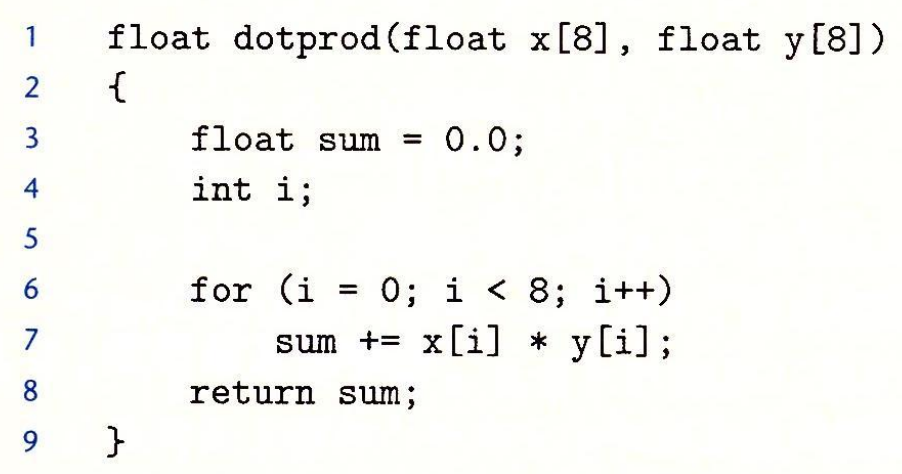 1 float dotprod(float x[8], float y[8])
2 {
3 float sum = 0.0;
4 int i;
5
6 for (i = 0; i < 8; i++)
7 sum += x[i] * y[i];
8 return sum;
9 }